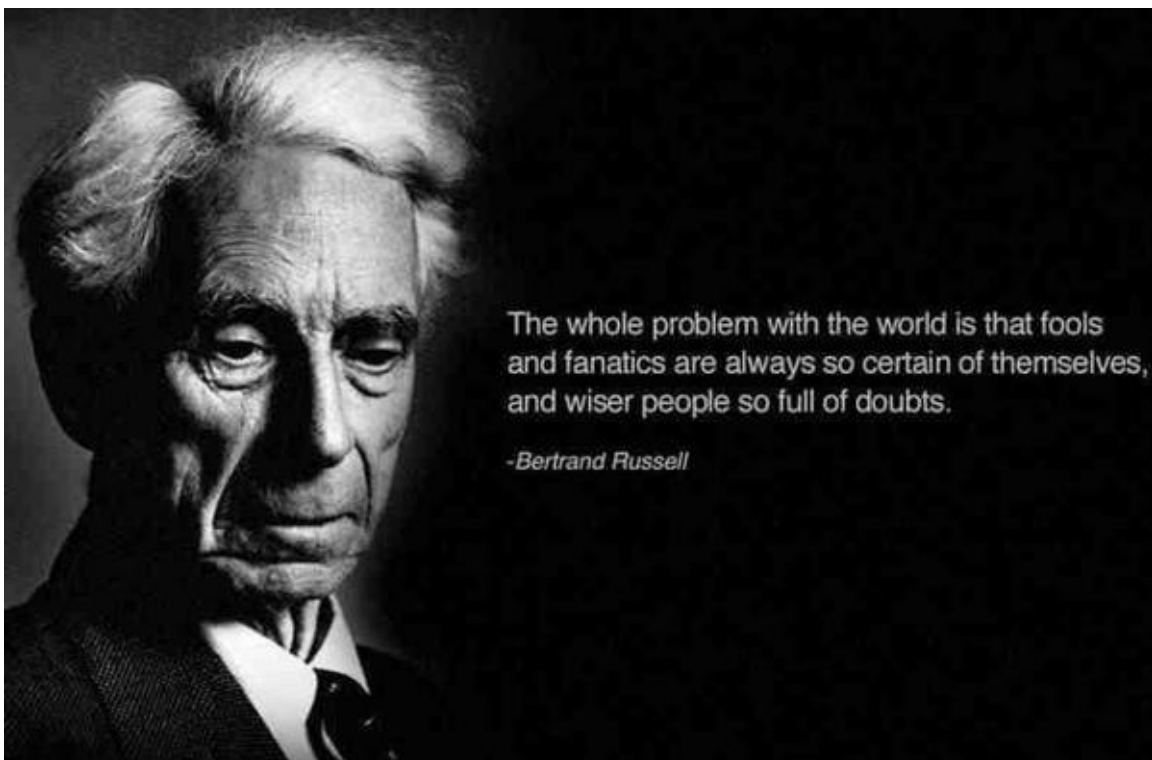 The whole problem with the world is that fools
and fanatics are always so certain of themselves,
and wiser people so full of doubts.
-Bertrand Russell